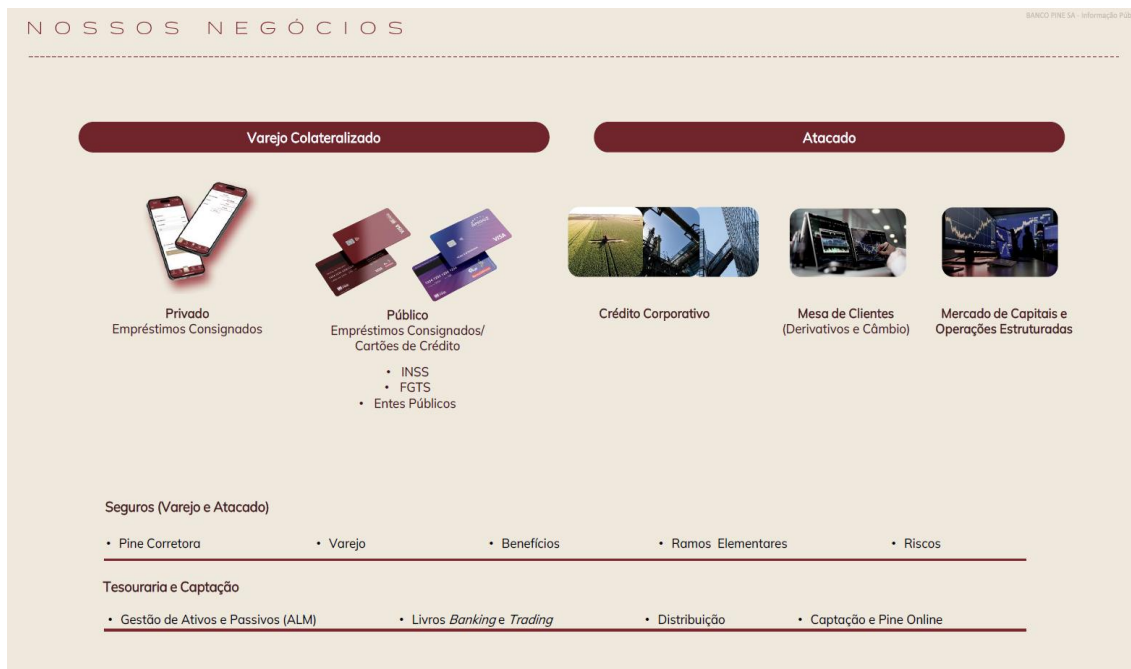 BANCO PINE SA - Informação Púb
NOSSOS NEGÓCIOS
Varejo Colateralizado
Atacado
VISA
VISA
Privado
Empréstimos Consignados
Público
Empréstimos Consignados/
Cartões de Crédito
• INSS
• FGTS
• Entes Públicos
Crédito Corporativo
Mesa de Clientes
(Derivativos e Câmbio)
Mercado de Capitais e
Operações Estruturadas
Seguros (Varejo e Atacado)
• Pine Corretora • Varejo • Benefícios • Ramos Elementares • Riscos
Tesouraria e Captação
• Gestão de Ativos e Passivos (ALM) • Livros Banking e Trading • Distribuição • Captação e Pine Online